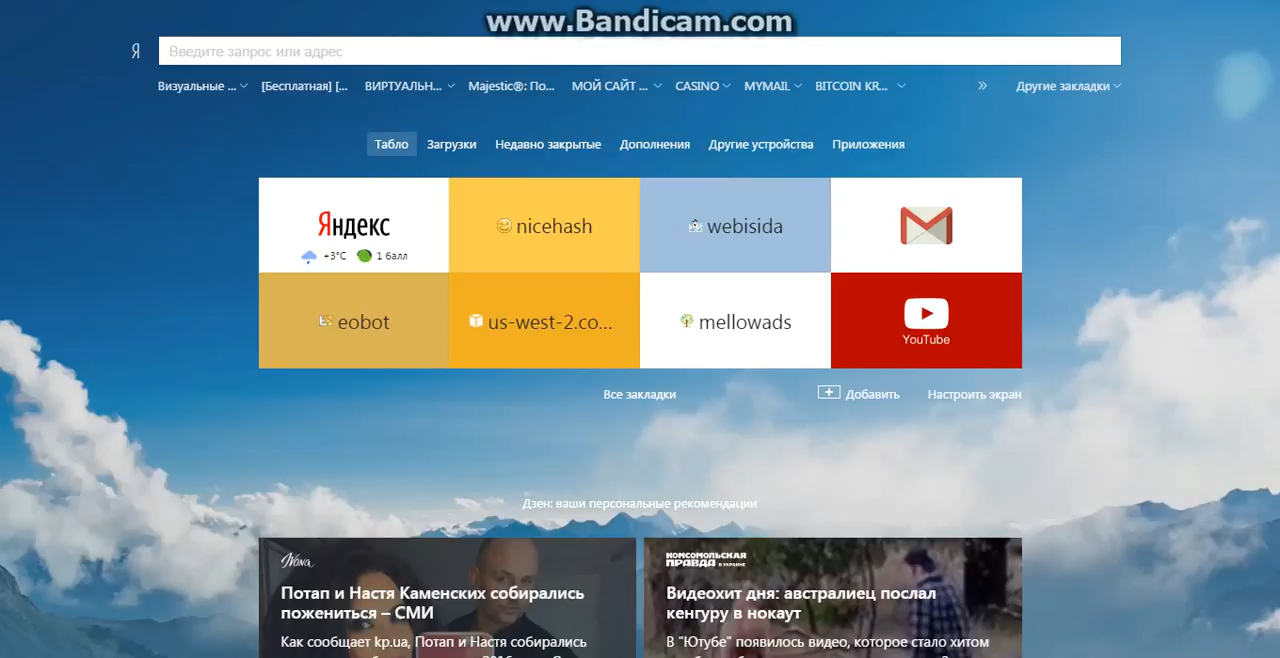 www.Bandicam.com
Я Введите запрос или адрес
Визуальные ... [Бесплатная] [... ВИРТУАЛЬН... Majestic®: По... МОЙ САЙТ ... CASINO MYMAIL BITCOIN KR... » Другие закладки
Табло Загрузки Недавно закрытые Дополнения Другие устройства Приложения
Яндекс nicehash webisida
+3°C 1 балл
eobot us-west-2.co... mellowads YouTube
Все закладки Добавить Настроить экран
Дзен: ваши персональные рекомендации
КОМСОМОЛЬСКАЯ
ПРАВДА В УКРАИНЕ
Потап и Настя Каменских собирались
пожениться – СМИ
Как сообщает kp.ua, Потап и Настя собирались
Видеохит дня: австралиец послал
кенгуру в нокаут
В "Ютубе" появилось видео, которое стало хитом